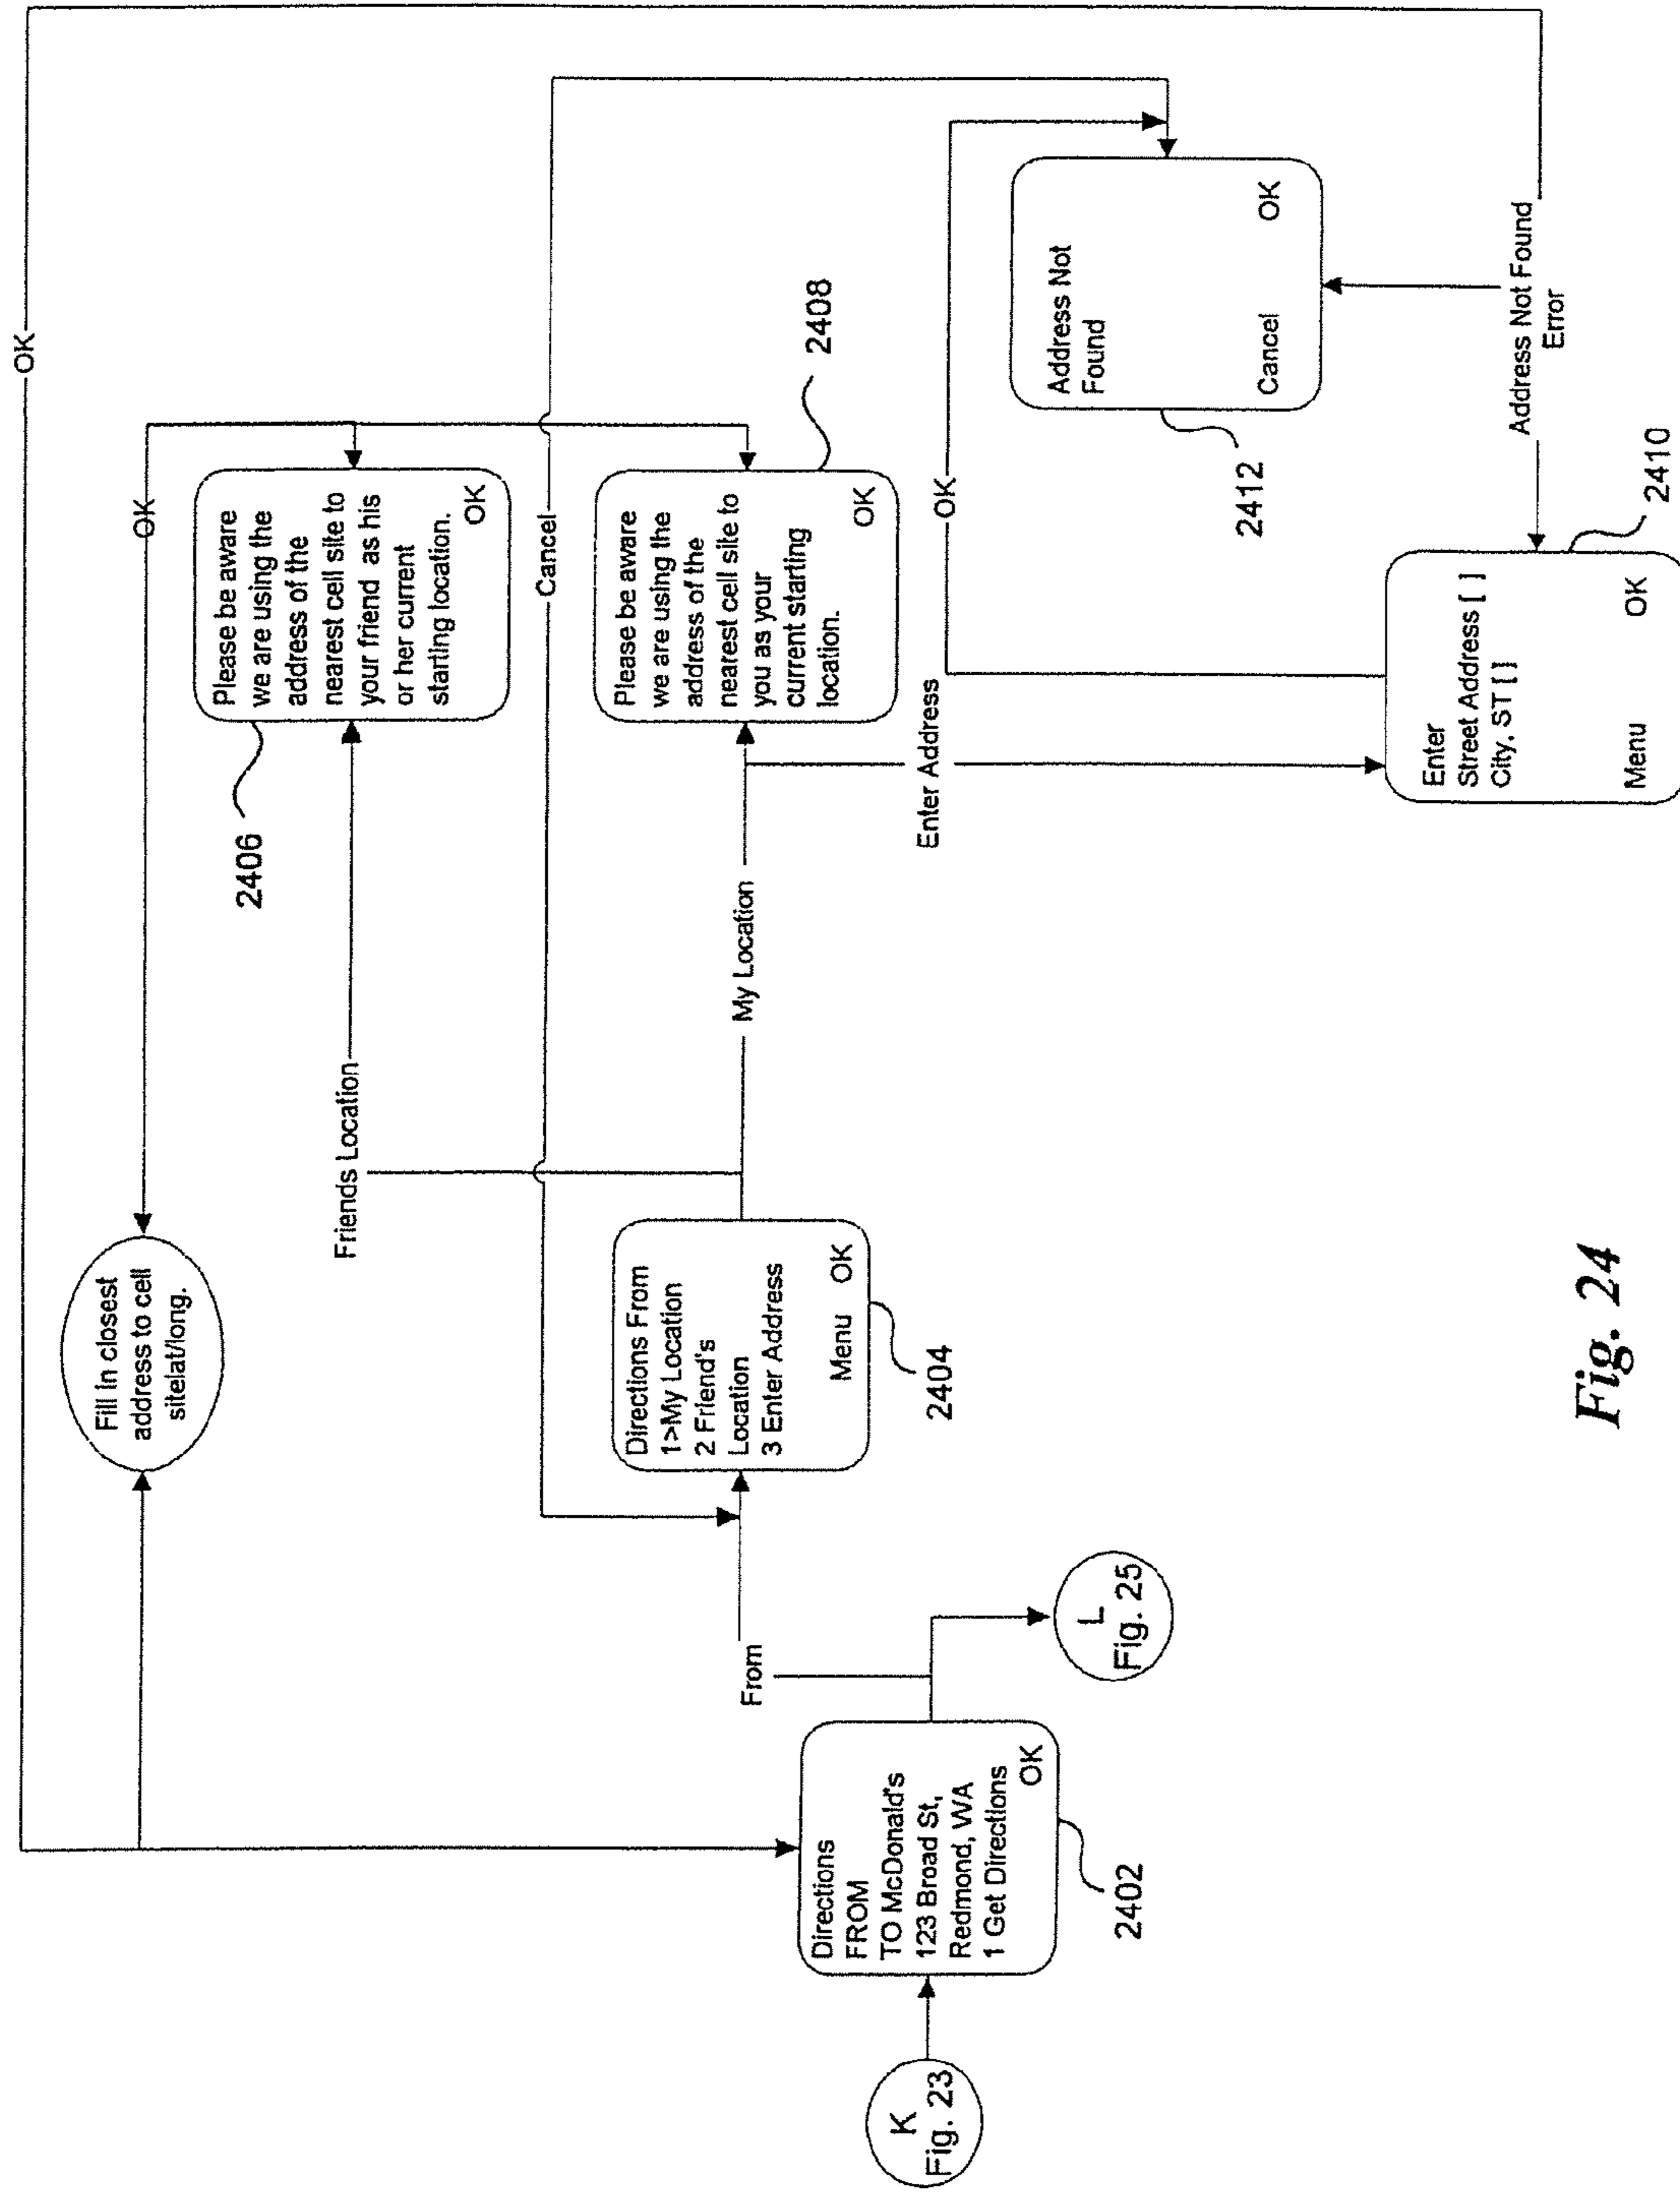 OK
Fill in closest
address to cell
sitelat/long.
OK
Please be aware
we are using the
address of the
nearest cell site to
your friend as his
or her current
starting location.
OK
2406
Friends Location
Cancel
Please be aware
we are using the
address of the
nearest cell site to
you as your
current starting
location.
OK
2408
My Location
Directions From
1>My Location
2 Friend's
Location
3 Enter Address
Menu OK
2404
From
Directions
FROM
TO McDonald's
123 Broad St,
Redmond, WA
1 Get Directions
OK
2402
K
Fig. 23
L
Fig. 25
Enter Address
OK
Address Not
Found
Cancel OK
2412
Address Not Found
Error
Enter
Street Address [ ]
City, ST [ ]
Menu OK
2410
Fig. 24